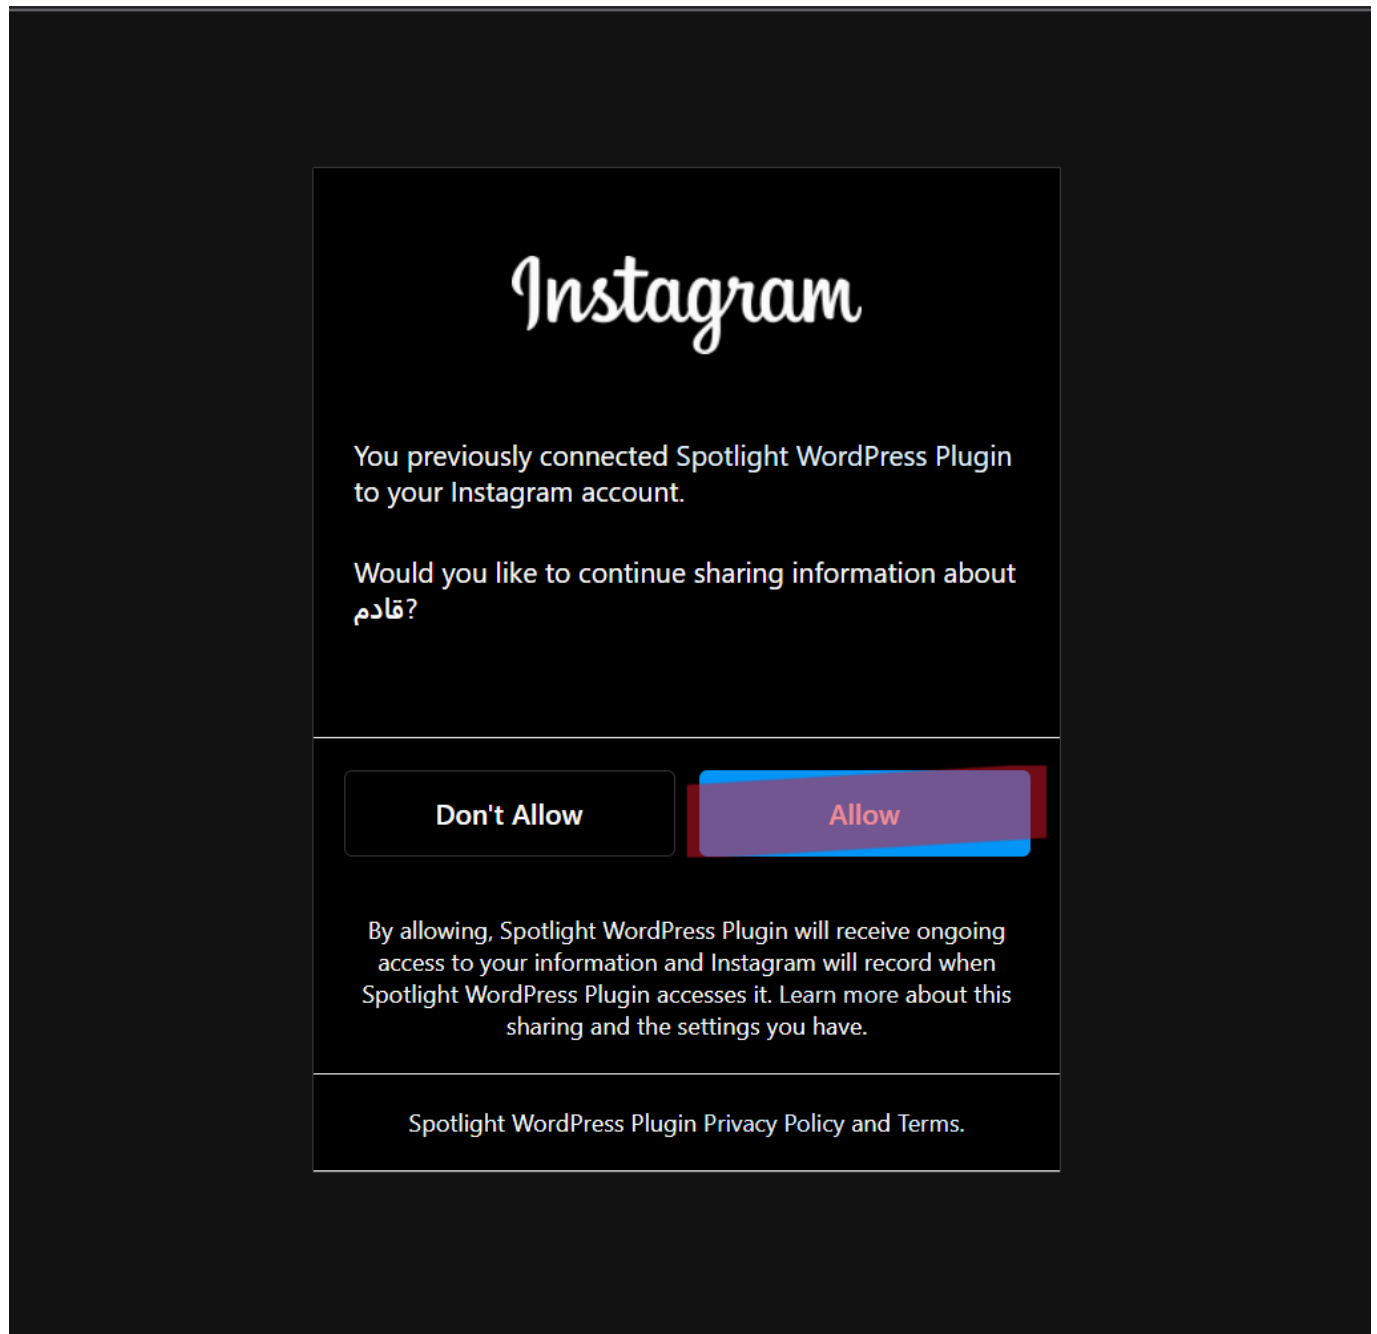 Instagram
You previously connected Spotlight WordPress Plugin
to your Instagram account.
Would you like to continue sharing information about
قادم?
Don't Allow
Allow
By allowing, Spotlight WordPress Plugin will receive ongoing
access to your information and Instagram will record when
Spotlight WordPress Plugin accesses it. Learn more about this
sharing and the settings you have.
Spotlight WordPress Plugin Privacy Policy and Terms.